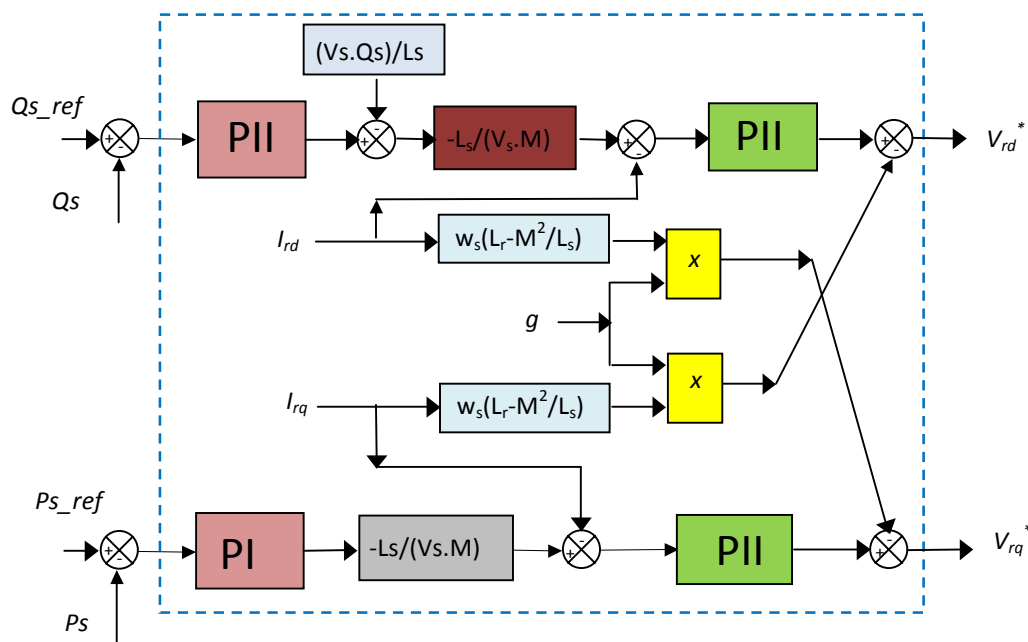 (Vs.Qs)/Ls
Qs_ref
+
-
PII
+
-
-Ls/(Vs.M)
+
-
PII
+
-
Vrd*
Qs
Ird
ws(Lr-M²/Ls)
x
g
x
Irq
ws(Lr-M²/Ls)
Ps_ref
+
-
PI
-Ls/(Vs.M)
+
-
PII
+
-
Vrq*
Ps